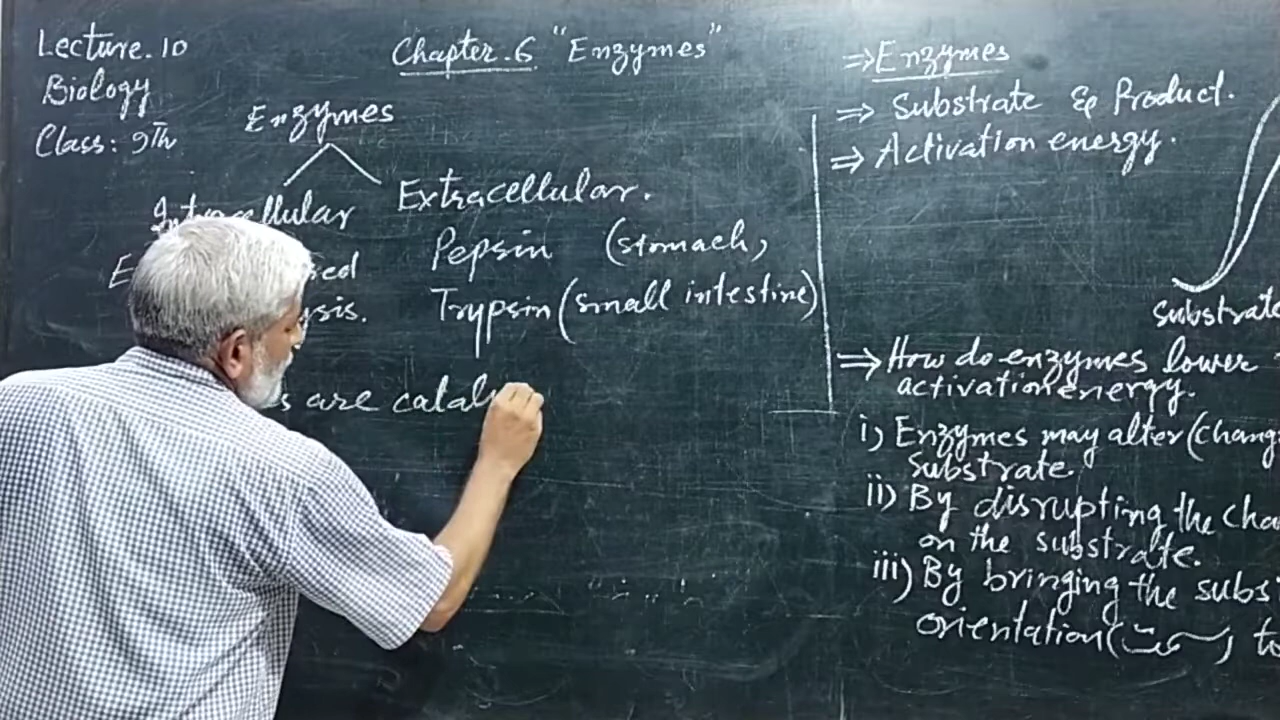 Lecture.10
Biology
Class: 9Th
Chapter.6 "Enzymes"
Enzymes
Intracellular
Extracellular.
Pepsin (stomach,
Trypsin (small intestine)
are catal
⇒ Enzymes
⇒ Substrate & Product.
⇒ Activation energy.
substrate
⇒ How do enzymes lower
activation energy.
i) Enzymes may alter (chang
substrate.
ii) By disrupting the cha
on the substrate.
iii) By bringing the subs
orientation ( ) to